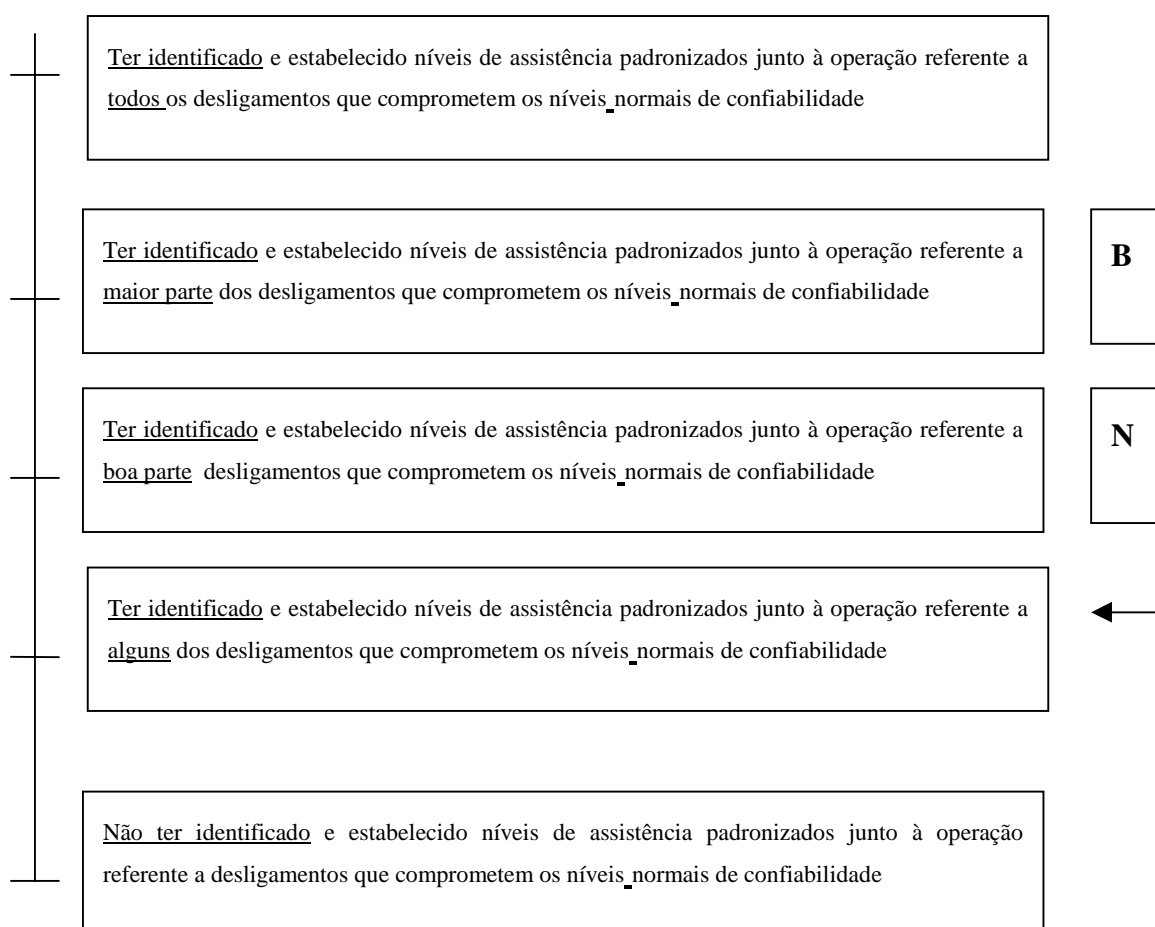 Ter identificado e estabelecido níveis de assistência padronizados junto à operação referente a
todos os desligamentos que comprometem os níveis normais de confiabilidade
Ter identificado e estabelecido níveis de assistência padronizados junto à operação referente a
maior parte dos desligamentos que comprometem os níveis normais de confiabilidade
B
Ter identificado e estabelecido níveis de assistência padronizados junto à operação referente a
boa parte desligamentos que comprometem os níveis normais de confiabilidade
N
Ter identificado e estabelecido níveis de assistência padronizados junto à operação referente a
alguns dos desligamentos que comprometem os níveis normais de confiabilidade
Não ter identificado e estabelecido níveis de assistência padronizados junto à operação
referente a desligamentos que comprometem os níveis normais de confiabilidade